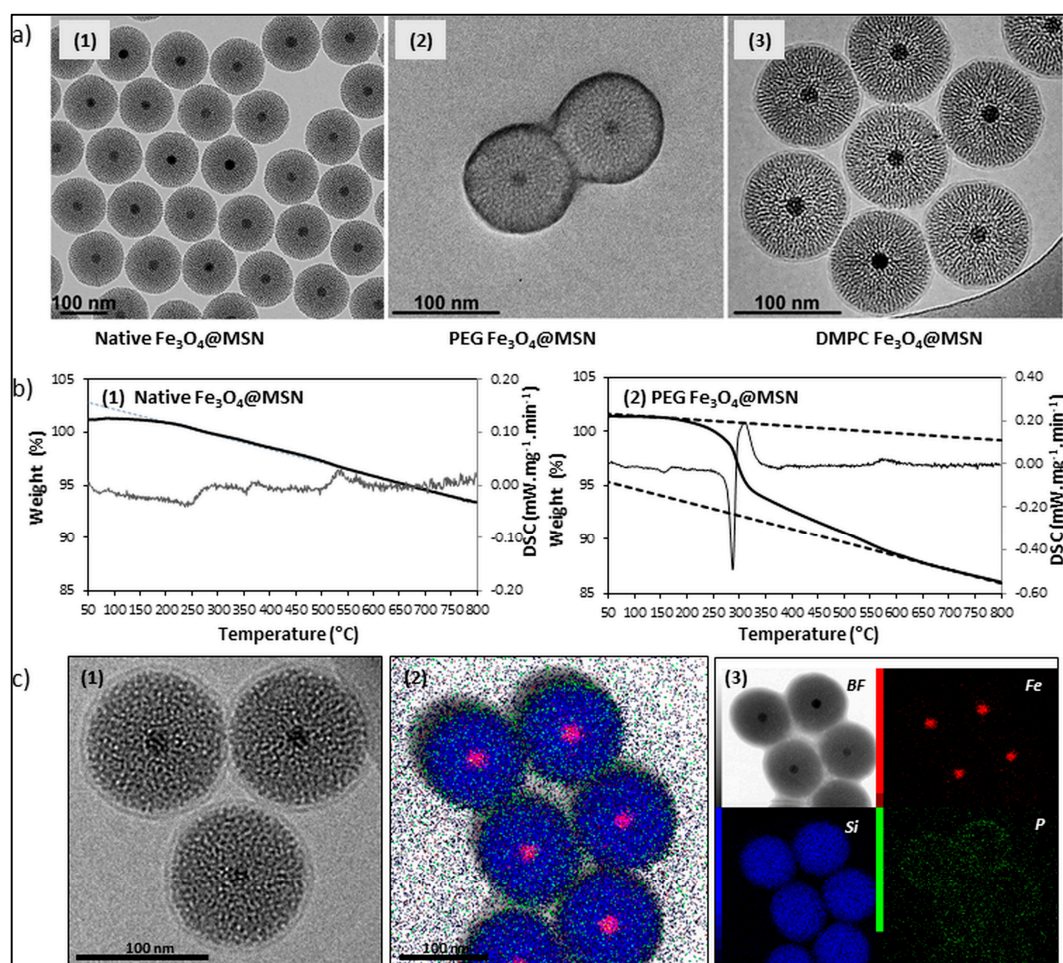 a)
(1)
(2)
(3)
100 nm
100 nm
100 nm
Native Fe₃O₄@MSN
PEG Fe₃O₄@MSN
DMPC Fe₃O₄@MSN
b)
(1) Native Fe₃O₄@MSN
105
100
95
90
85
Weight (%)
0.20
0.10
0.00
-0.10
-0.20
DSC (mW.mg⁻¹.min⁻¹)
50 100 150 200 250 300 350 400 450 500 550 600 650 700 750 800
Temperature (°C)
(2) PEG Fe₃O₄@MSN
105
100
95
90
85
Weight (%)
0.40
0.20
0.00
-0.20
-0.40
-0.60
DSC (mW.mg⁻¹.min⁻¹)
50 100 150 200 250 300 350 400 450 500 550 600 650 700 750 800
Temperature (°C)
c)
(1)
100 nm
(2)
100 nm
(3)
BF
Fe
Si
P